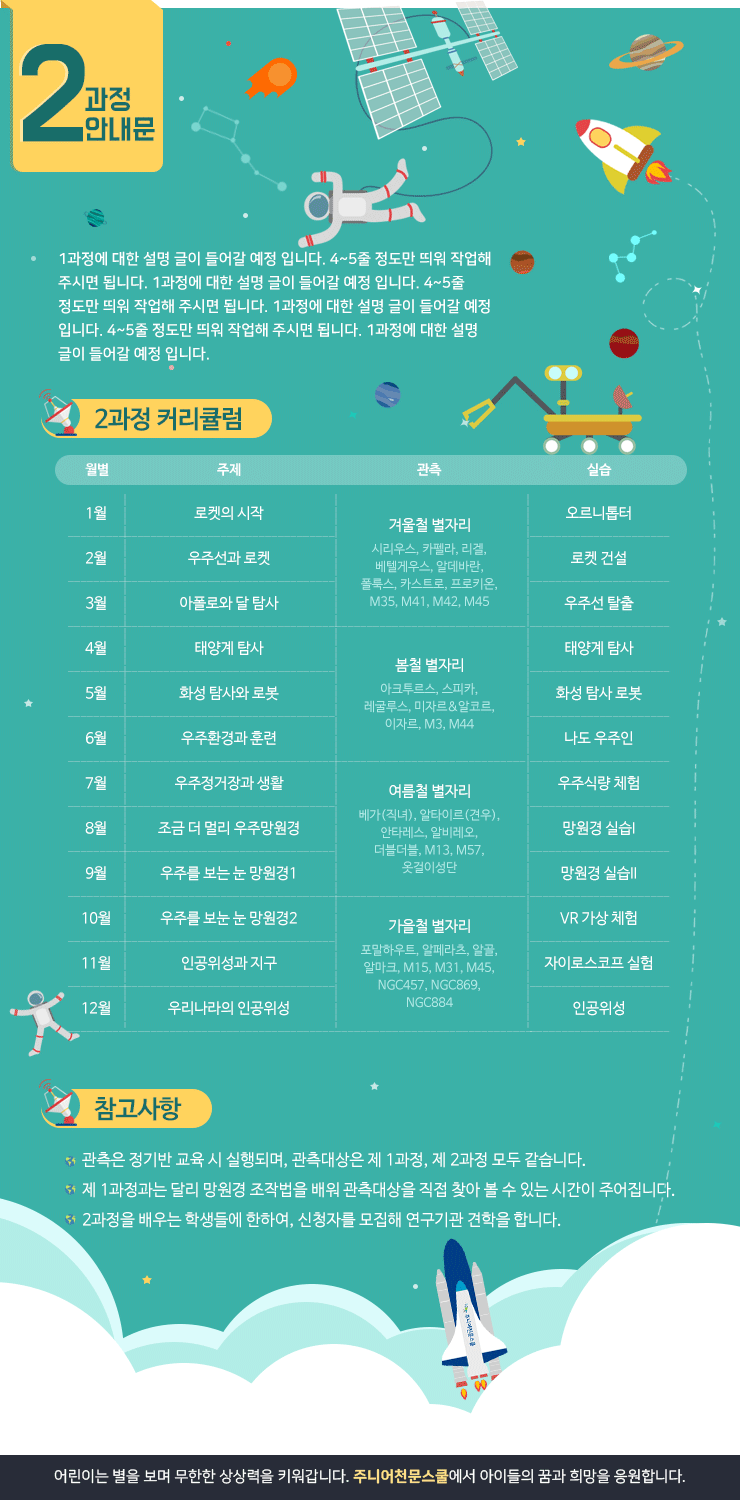 2
과정
안내문
1과정에 대한 설명 글이 들어갈 예정 입니다. 4~5줄 정도만 띄워 작업해
주시면 됩니다. 1과정에 대한 설명 글이 들어갈 예정 입니다. 4~5줄
정도만 띄워 작업해 주시면 됩니다. 1과정에 대한 설명 글이 들어갈 예정
입니다. 4~5줄 정도만 띄워 작업해 주시면 됩니다. 1과정에 대한 설명
글이 들어갈 예정 입니다.
2과정 커리큘럼
월별 주제 관측 실습
1월 로켓의 시작 오르니톱터
2월 우주선과 로켓 로켓 건설
3월 아폴로와 달 탐사 우주선 탈출
겨울철 별자리
시리우스, 카펠라, 리겔,
베텔게우스, 알데바란,
폴룩스, 카스트로, 프로키온,
M35, M41, M42, M45
4월 태양계 탐사 태양계 탐사
5월 화성 탐사와 로봇 화성 탐사 로봇
6월 우주환경과 훈련 나도 우주인
봄철 별자리
아크투르스, 스피카,
레굴루스, 미자르&알코르,
이자르, M3, M44
7월 우주정거장과 생활 우주식량 체험
8월 조금 더 멀리 우주망원경 망원경 실습I
9월 우주를 보는 눈 망원경1 망원경 실습II
여름철 별자리
베가(직녀), 알타이르(견우),
안타레스, 알비레오,
더블더블, M13, M57,
옷걸이성단
10월 우주를 보눈 눈 망원경2 VR 가상 체험
11월 인공위성과 지구 자이로스코프 실험
12월 우리나라의 인공위성 인공위성
가을철 별자리
포말하우트, 알페라츠, 알골,
알마크, M15, M31, M45,
NGC457, NGC869,
NGC884
참고사항
관측은 정기반 교육 시 실행되며, 관측대상은 제 1과정, 제 2과정 모두 같습니다.
제 1과정과는 달리 망원경 조작법을 배워 관측대상을 직접 찾아 볼 수 있는 시간이 주어집니다.
2과정을 배우는 학생들에 한하여, 신청자를 모집해 연구기관 견학을 합니다.
주니어천문스쿨
어린이는 별을 보며 무한한 상상력을 키워갑니다. 주니어천문스쿨에서 아이들의 꿈과 희망을 응원합니다.